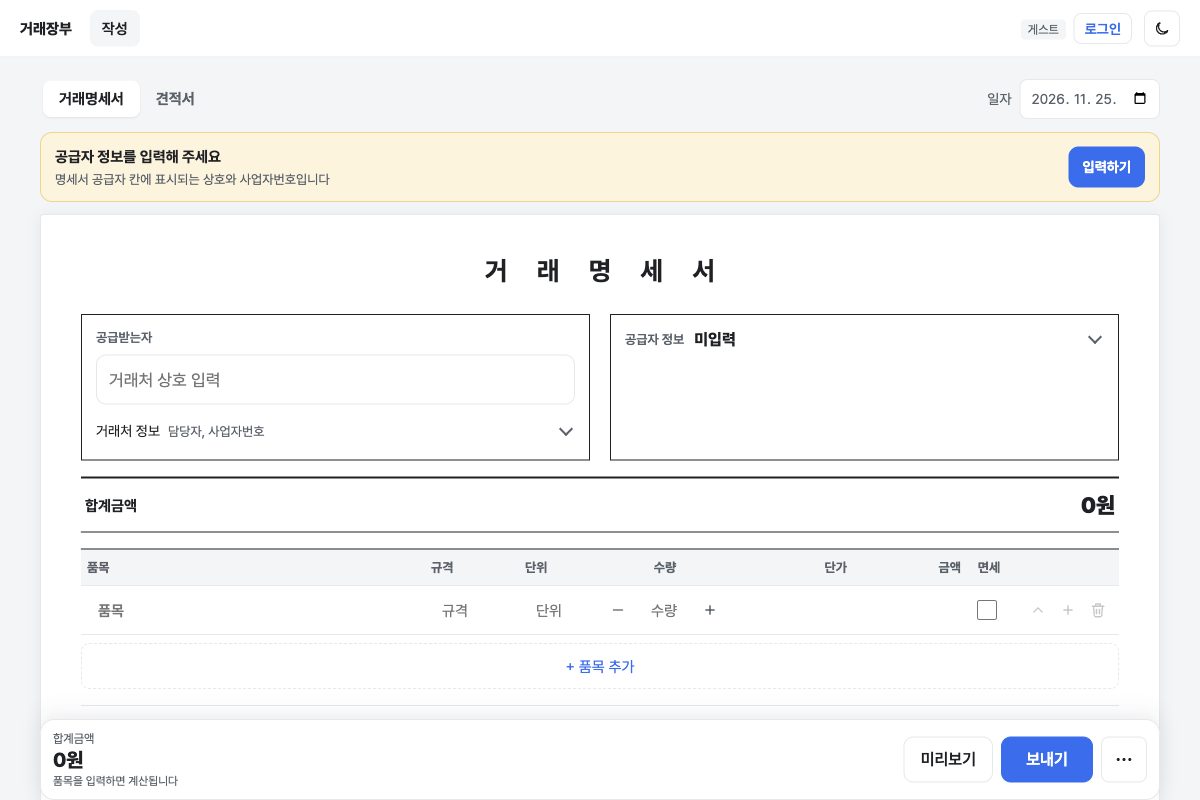 거래장부
작성
게스트
로그인
거래명세서
견적서
일자
2026. 11. 25.
공급자 정보를 입력해 주세요
명세서 공급자 칸에 표시되는 상호와 사업자번호입니다
입력하기
거 래 명 세 서
공급받는자
거래처 상호 입력
거래처 정보 담당자, 사업자번호
공급자 정보 미입력
합계금액
0원
품목 규격 단위 수량 단가 금액 면세
품목 규격 단위 − 수량 +
+ 품목 추가
합계금액
0원
품목을 입력하면 계산됩니다
미리보기
보내기